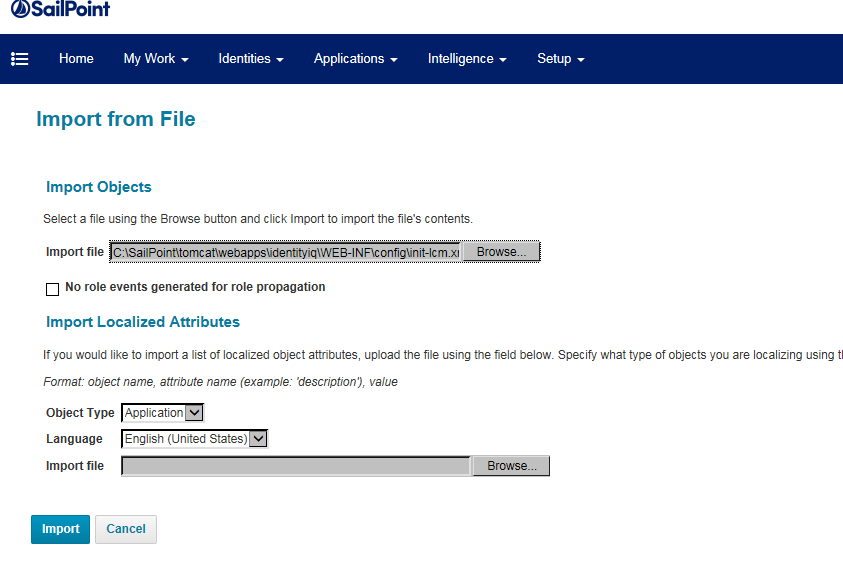 SailPoint
Home My Work Identities Applications Intelligence Setup
Import from File
Import Objects
Select a file using the Browse button and click Import to import the file's contents.
Import file C:\SailPoint\tomcat\webapps\identityiq\WEB-INF\config\init-lcm.x Browse...
No role events generated for role propagation
Import Localized Attributes
If you would like to import a list of localized object attributes, upload the file using the field below. Specify what type of objects you are localizing using
Format: object name, attribute name (example: 'description'), value
Object Type Application
Language English (United States)
Import file Browse...
Import Cancel